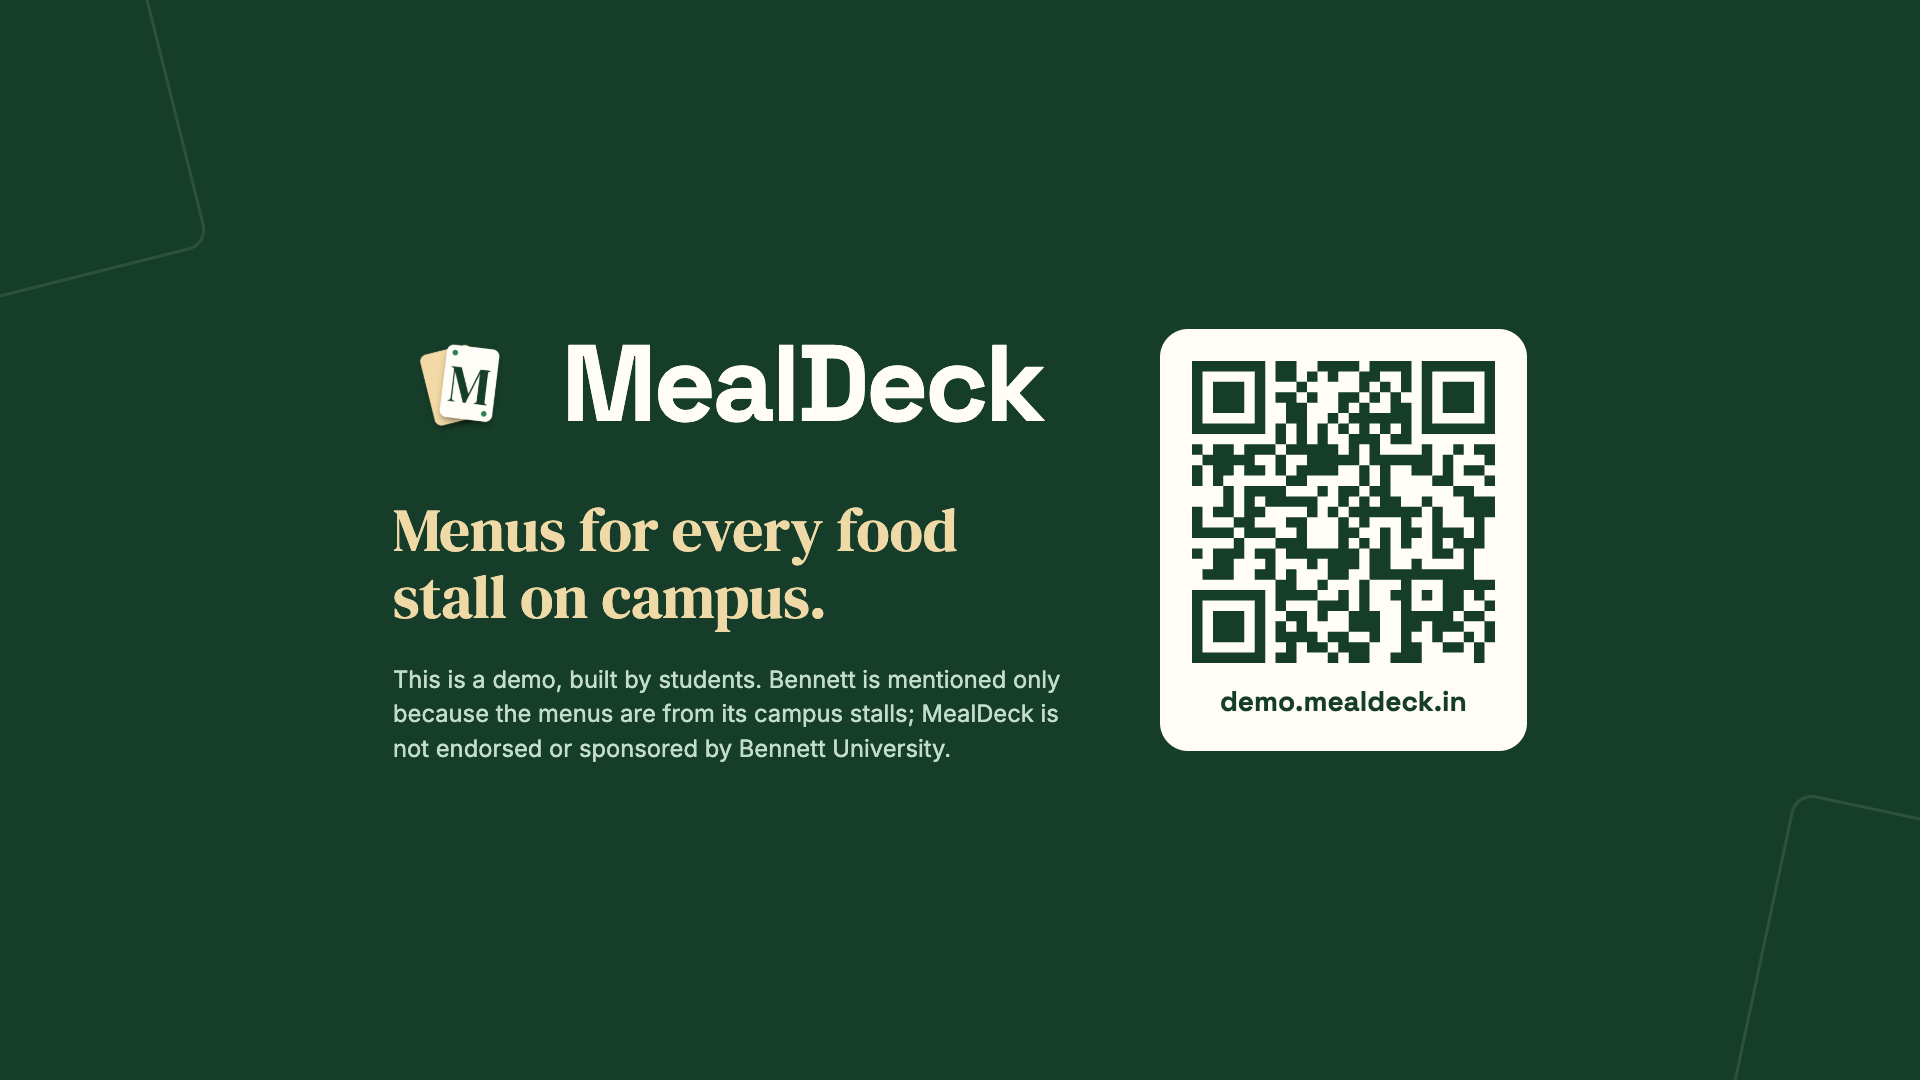 M
MealDeck
Menus for every food
stall on campus.
This is a demo, built by students. Bennett is mentioned only
because the menus are from its campus stalls; MealDeck is
not endorsed or sponsored by Bennett University.
demo.mealdeck.in